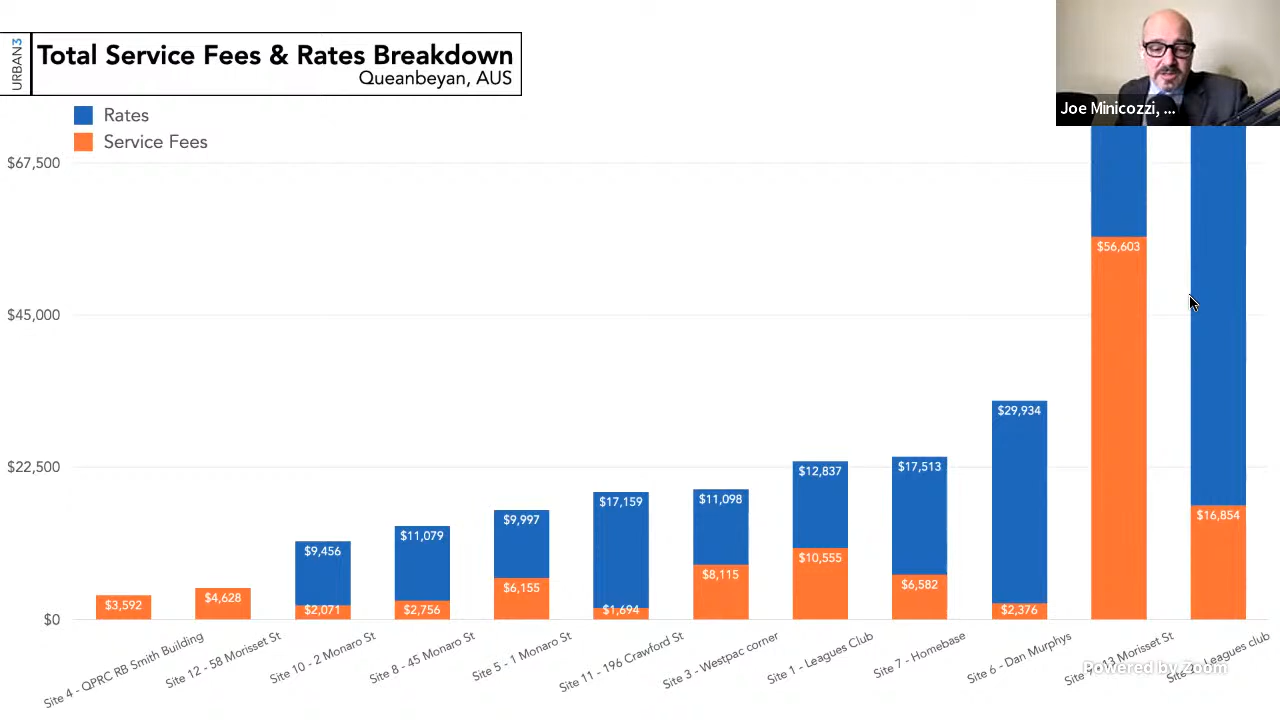 URBAN3
Total Service Fees & Rates Breakdown
Queanbeyan, AUS
Joe Minicozzi, ...
Rates
Service Fees
$67,500
$45,000
$22,500
$0
$3,592
$4,628
$9,456
$2,071
$11,079
$2,756
$9,997
$6,155
$17,159
$1,694
$11,098
$8,115
$12,837
$10,555
$17,513
$6,582
$29,934
$2,376
$56,603
$16,854
Site 4 - QPRC RB Smith Building
Site 12 - 58 Morisset St
Site 10 - 2 Monaro St
Site 8 - 45 Monaro St
Site 5 - 1 Monaro St
Site 11 - 196 Crawford St
Site 3 - Westpac corner
Site 1 - Leagues Club
Site 7 - Homebase
Site 6 - Dan Murphys
Site 13 Morisset St
Site Leagues club
Powered by Zoom